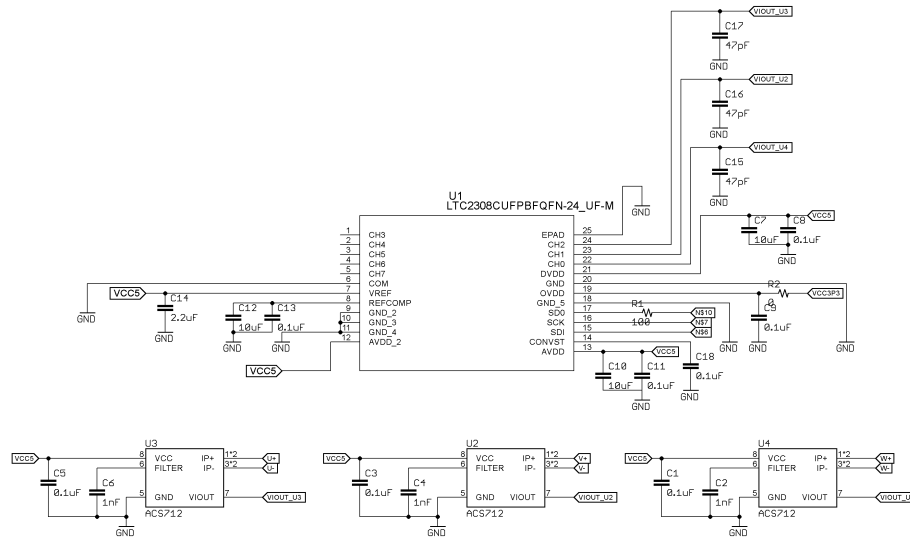 VIOUT_U3
C17
47pF
GND
VIOUT_U2
C16
47pF
GND
VIOUT_U4
C15
47pF
GND
U1
LTC2308CUFPBFQFN-24_UF-M
GND
1 CH3
2 CH4
3 CH5
4 CH6
5 CH7
6 COM
7 VREF
8 REFCOMP
9 GND_2
10 GND_3
11 GND_4
12 AVDD_2
EPAD 25
CH2 24
CH1 23
CH0 22
DVDD 21
GND 20
OVDD 19
GND_5 18
SD0 17
SCK 16
SDI 15
CONVST 14
AVDD 13
VCC5
C7
10uF
C8
0.1uF
GND
VCC5
C14
2.2uF
GND
GND
C12
10uF
C13
0.1uF
GND
GND
VCC5
R2
0
VCC3P3
C9
0.1uF
GND
GND
GND
R1
100
N$10
N$7
N$6
VCC5
C10
10uF
C11
0.1uF
GND
C18
0.1uF
GND
U3
VCC5
C5
0.1uF
C6
1nF
GND
8 VCC
6 FILTER
5 GND
IP+ 1*2
IP- 3*2
VIOUT 7
U+
U-
VIOUT_U3
ACS712
U2
VCC5
C3
0.1uF
C4
1nF
GND
8 VCC
6 FILTER
5 GND
IP+ 1*2
IP- 3*2
VIOUT 7
V+
V-
VIOUT_U2
ACS712
U4
VCC5
C1
0.1uF
C2
1nF
GND
8 VCC
6 FILTER
5 GND
IP+ 1*2
IP- 3*2
VIOUT 7
W+
W-
VIOUT_U
ACS712